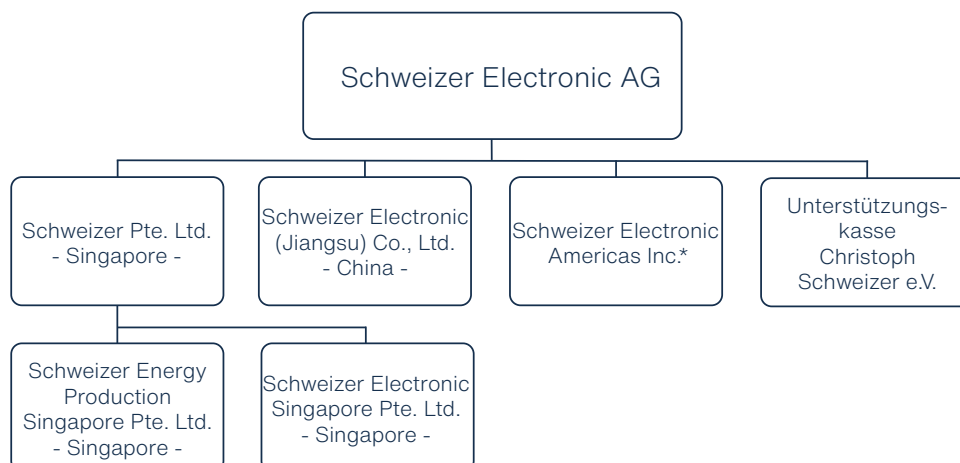 Schweizer Electronic AG
Schweizer Pte. Ltd.
- Singapore -
Schweizer Electronic
(Jiangsu) Co., Ltd.
- China -
Schweizer Electronic
Americas Inc.*
Unterstützungs-
kasse
Christoph
Schweizer e.V.
Schweizer Energy
Production
Singapore Pte. Ltd.
- Singapore -
Schweizer Electronic
Singapore Pte. Ltd.
- Singapore -